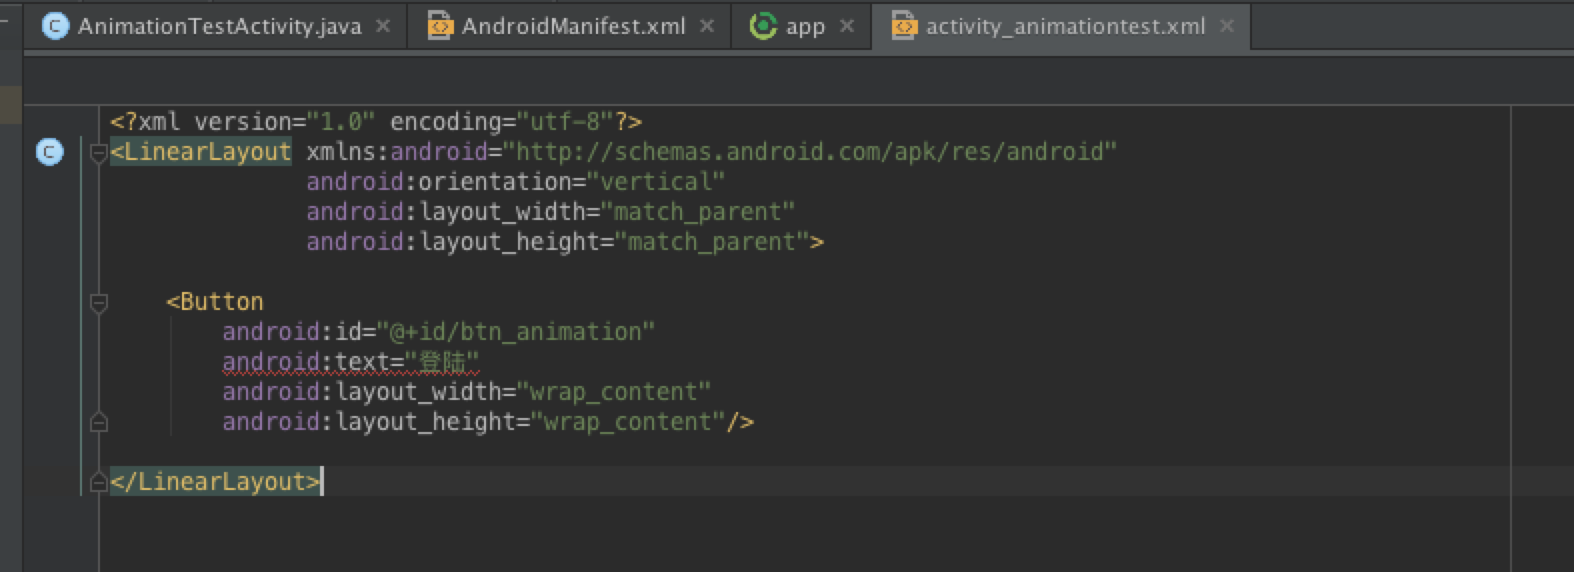 AnimationTestActivity.java AndroidManifest.xml app activity_animationtest.xml
<?xml version="1.0" encoding="utf-8"?>
<LinearLayout xmlns:android="http://schemas.android.com/apk/res/android"
android:orientation="vertical"
android:layout_width="match_parent"
android:layout_height="match_parent">
<Button
android:id="@+id/btn_animation"
android:text="登陆"
android:layout_width="wrap_content"
android:layout_height="wrap_content"/>
</LinearLayout>